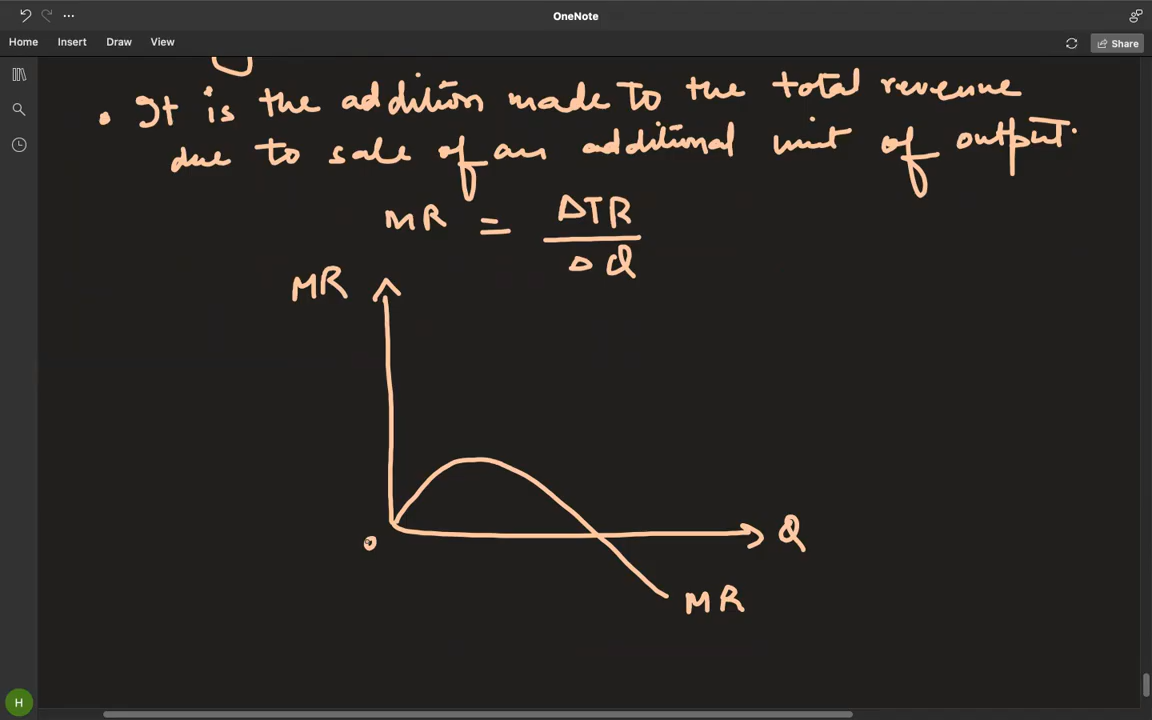 OneNote
Home Insert Draw View
Share
. It is the addition made to the total revenue
due to sale of an additional unit of output.
MR = ΔTR
ΔQ
MR
O
Q
MR
H